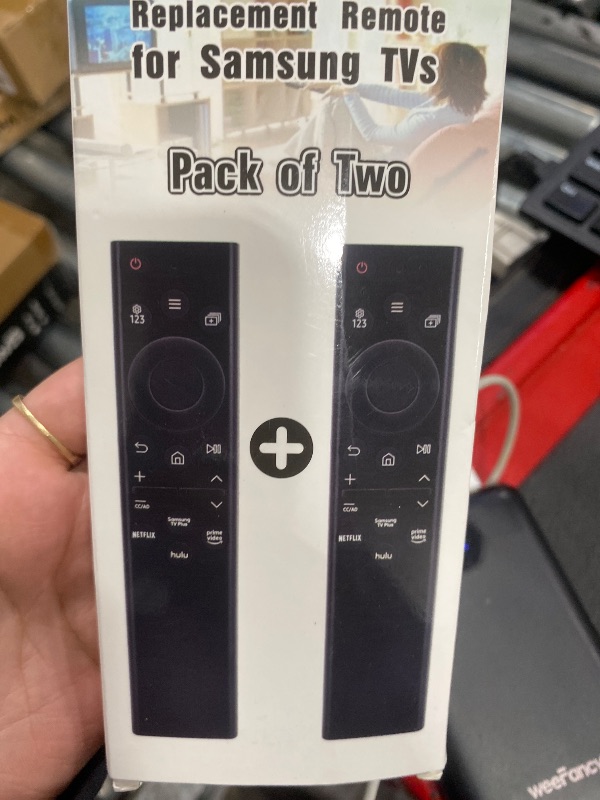 Replacement Remote
for Samsung TVs
Pack of Two
123
123
CC/AD
CC/AD
Samsung
TV Plus
Samsung
TV Plus
NETFLIX
prime
video
NETFLIX
prime
video
hulu
hulu
weeFancy